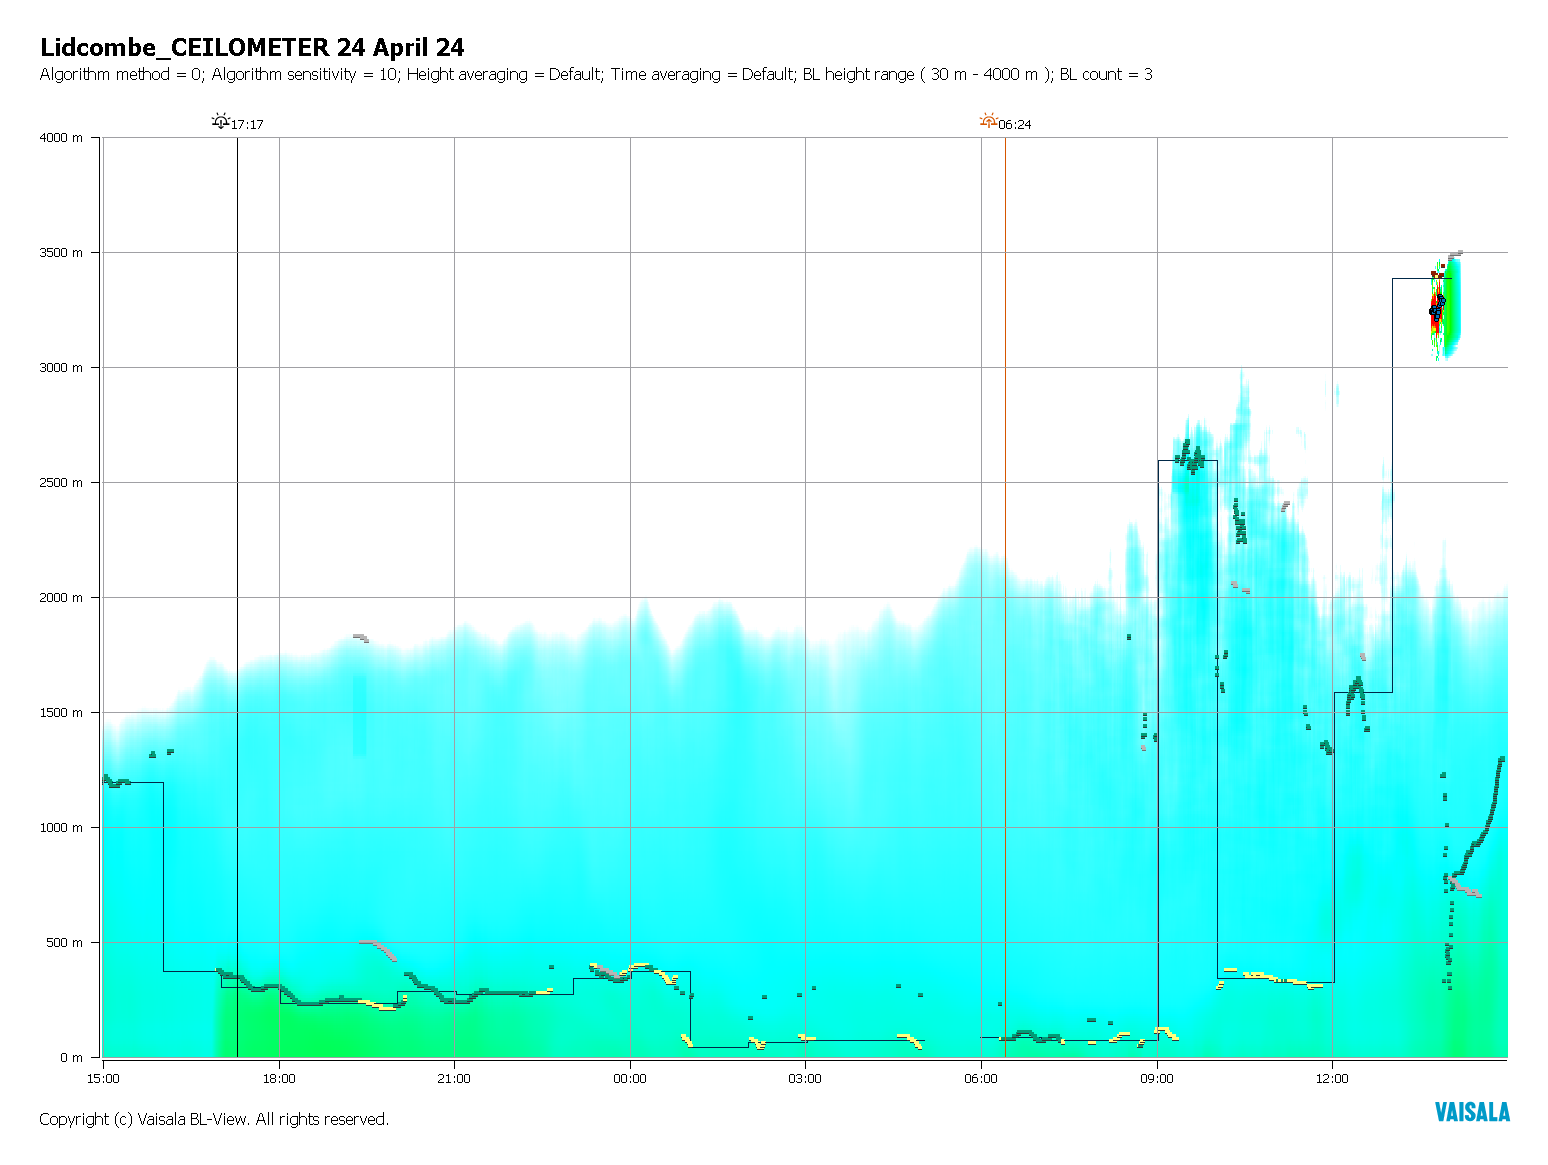 Lidcombe_CEILOMETER 24 April 24
Algorithm method = 0; Algorithm sensitivity = 10; Height averaging = Default; Time averaging = Default; BL height range ( 30 m - 4000 m ); BL count = 3
17:17
06:24
4000 m
3500 m
3000 m
2500 m
2000 m
1500 m
1000 m
500 m
0 m
15:00 18:00 21:00 00:00 03:00 06:00 09:00 12:00
Copyright (c) Vaisala BL-View. All rights reserved.
VAISALA